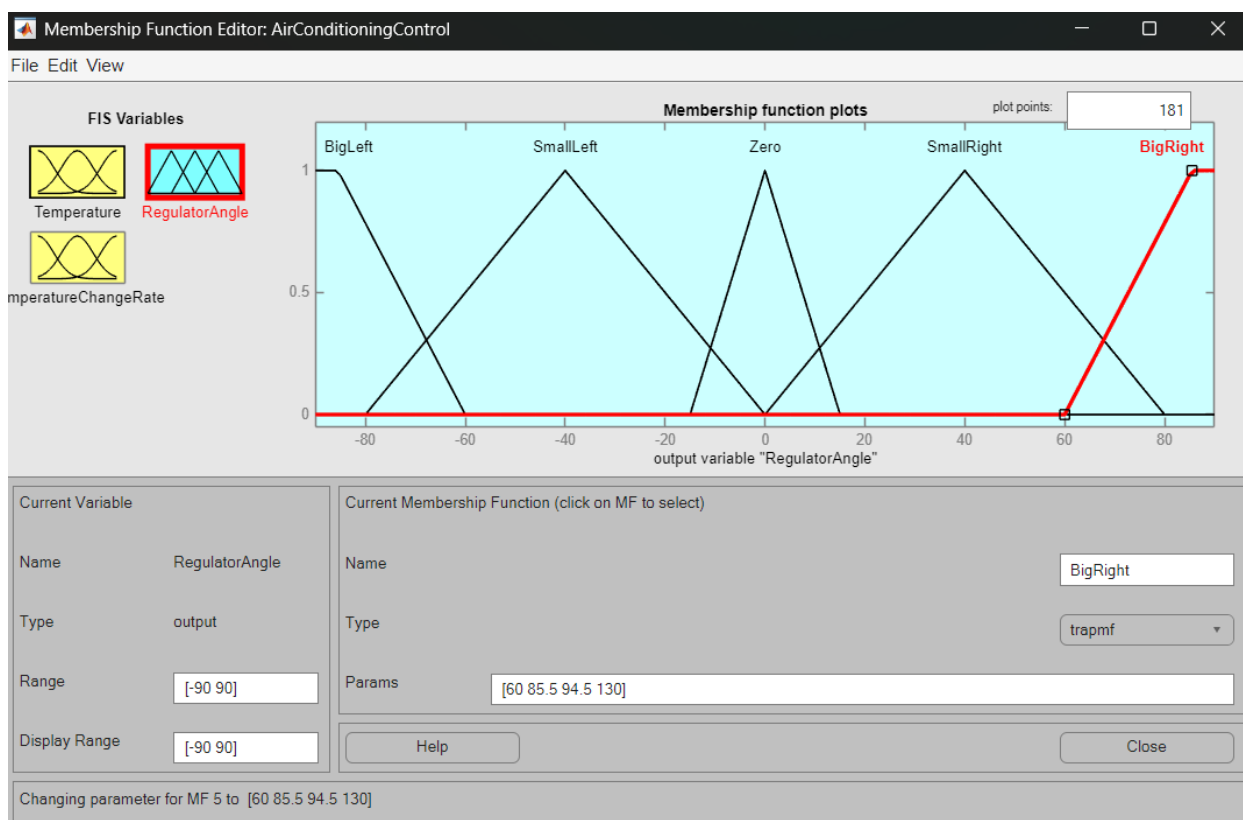 Membership Function Editor: AirConditioningControl
File Edit View
FIS Variables
Temperature
RegulatorAngle
mperatureChangeRate
Membership function plots
plot points:
181
BigLeft
SmallLeft
Zero
SmallRight
BigRight
1
0.5
0
-80
-60
-40
-20
0
20
40
60
80
output variable "RegulatorAngle"
Current Variable
Name
RegulatorAngle
Type
output
Range
[-90 90]
Display Range
[-90 90]
Current Membership Function (click on MF to select)
Name
BigRight
Type
trapmf
Params
[60 85.5 94.5 130]
Help
Close
Changing parameter for MF 5 to [60 85.5 94.5 130]